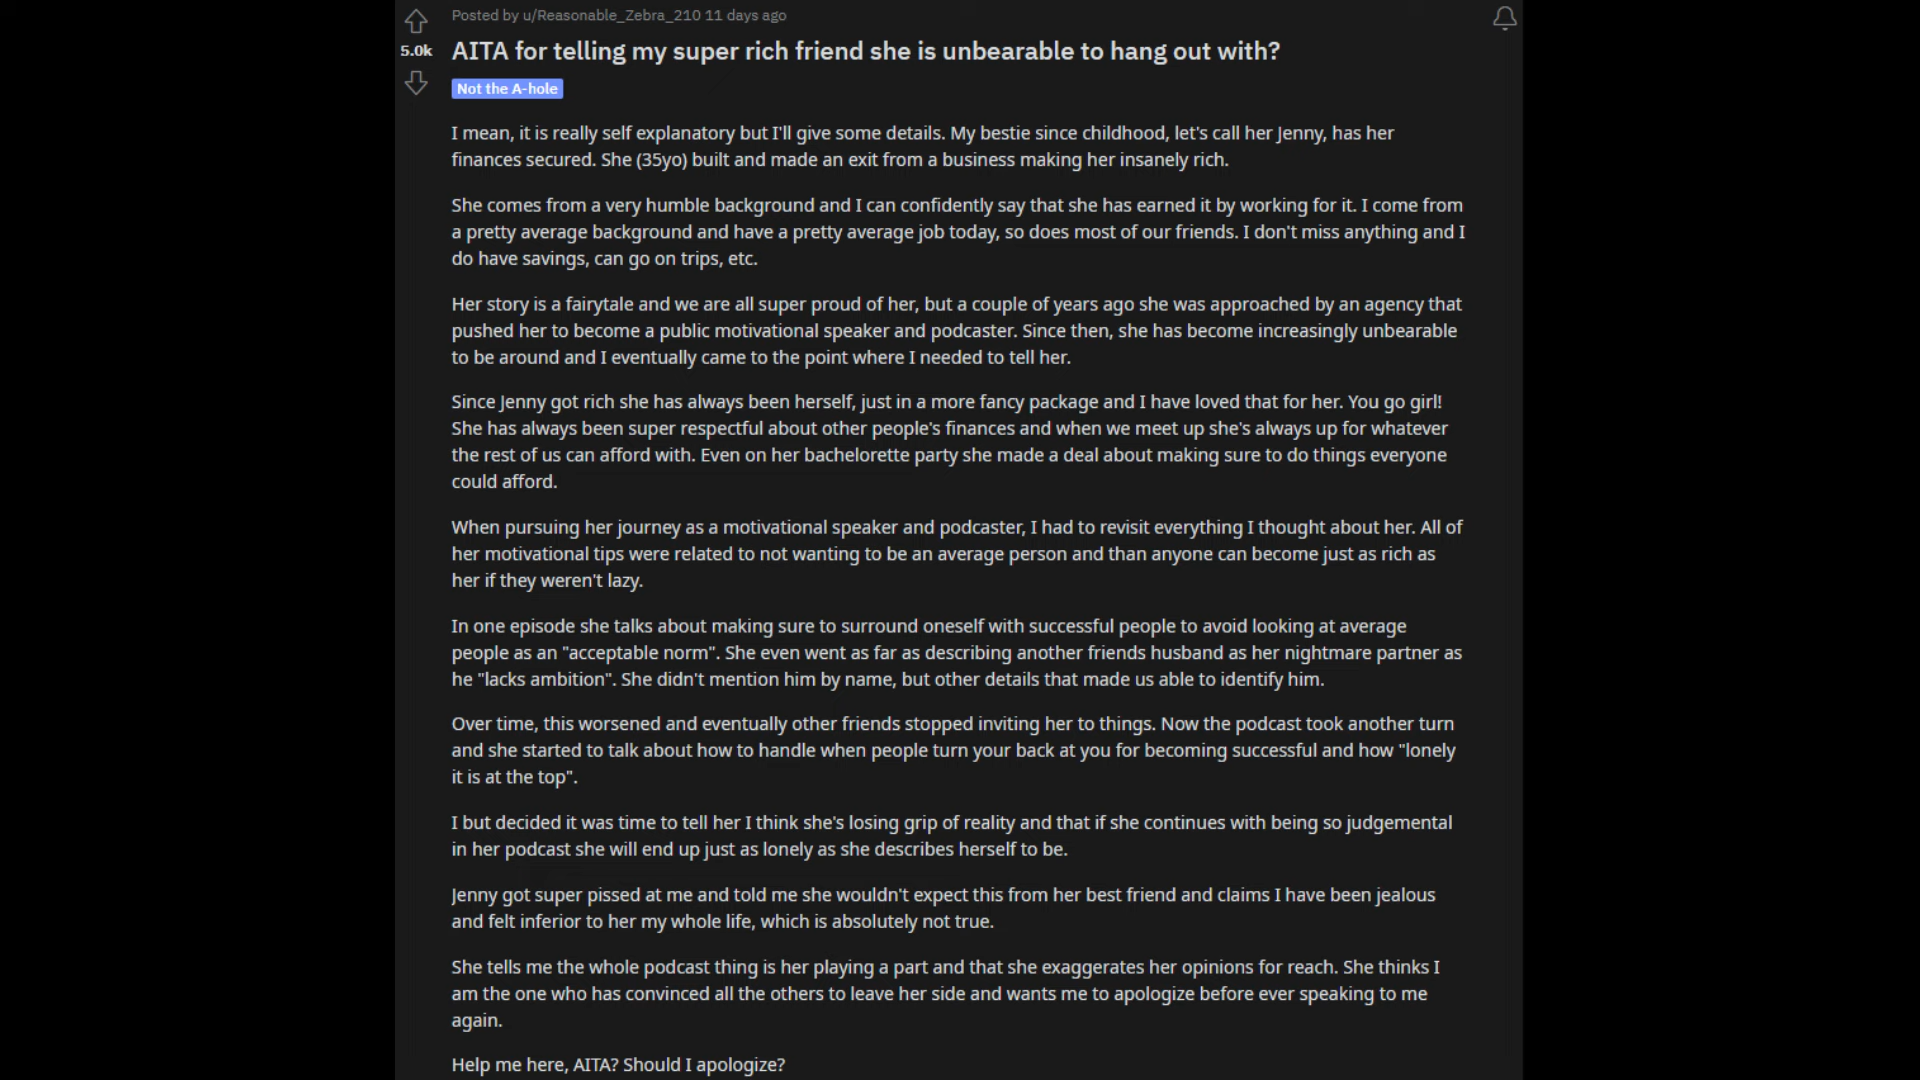 Posted by u/Reasonable_Zebra_210 11 days ago
5.0k
AITA for telling my super rich friend she is unbearable to hang out with?
Not the A-hole
I mean, it is really self explanatory but I'll give some details. My bestie since childhood, let's call her Jenny, has her
finances secured. She (35yo) built and made an exit from a business making her insanely rich.
She comes from a very humble background and I can confidently say that she has earned it by working for it. I come from
a pretty average background and have a pretty average job today, so does most of our friends. I don't miss anything and I
do have savings, can go on trips, etc.
Her story is a fairytale and we are all super proud of her, but a couple of years ago she was approached by an agency that
pushed her to become a public motivational speaker and podcaster. Since then, she has become increasingly unbearable
to be around and I eventually came to the point where I needed to tell her.
Since Jenny got rich she has always been herself, just in a more fancy package and I have loved that for her. You go girl!
She has always been super respectful about other people's finances and when we meet up she's always up for whatever
the rest of us can afford with. Even on her bachelorette party she made a deal about making sure to do things everyone
could afford.
When pursuing her journey as a motivational speaker and podcaster, I had to revisit everything I thought about her. All of
her motivational tips were related to not wanting to be an average person and than anyone can become just as rich as
her if they weren't lazy.
In one episode she talks about making sure to surround oneself with successful people to avoid looking at average
people as an "acceptable norm". She even went as far as describing another friends husband as her nightmare partner as
he "lacks ambition". She didn't mention him by name, but other details that made us able to identify him.
Over time, this worsened and eventually other friends stopped inviting her to things. Now the podcast took another turn
and she started to talk about how to handle when people turn your back at you for becoming successful and how "lonely
it is at the top".
I but decided it was time to tell her I think she's losing grip of reality and that if she continues with being so judgemental
in her podcast she will end up just as lonely as she describes herself to be.
Jenny got super pissed at me and told me she wouldn't expect this from her best friend and claims I have been jealous
and felt inferior to her my whole life, which is absolutely not true.
She tells me the whole podcast thing is her playing a part and that she exaggerates her opinions for reach. She thinks I
am the one who has convinced all the others to leave her side and wants me to apologize before ever speaking to me
again.
Help me here, AITA? Should I apologize?